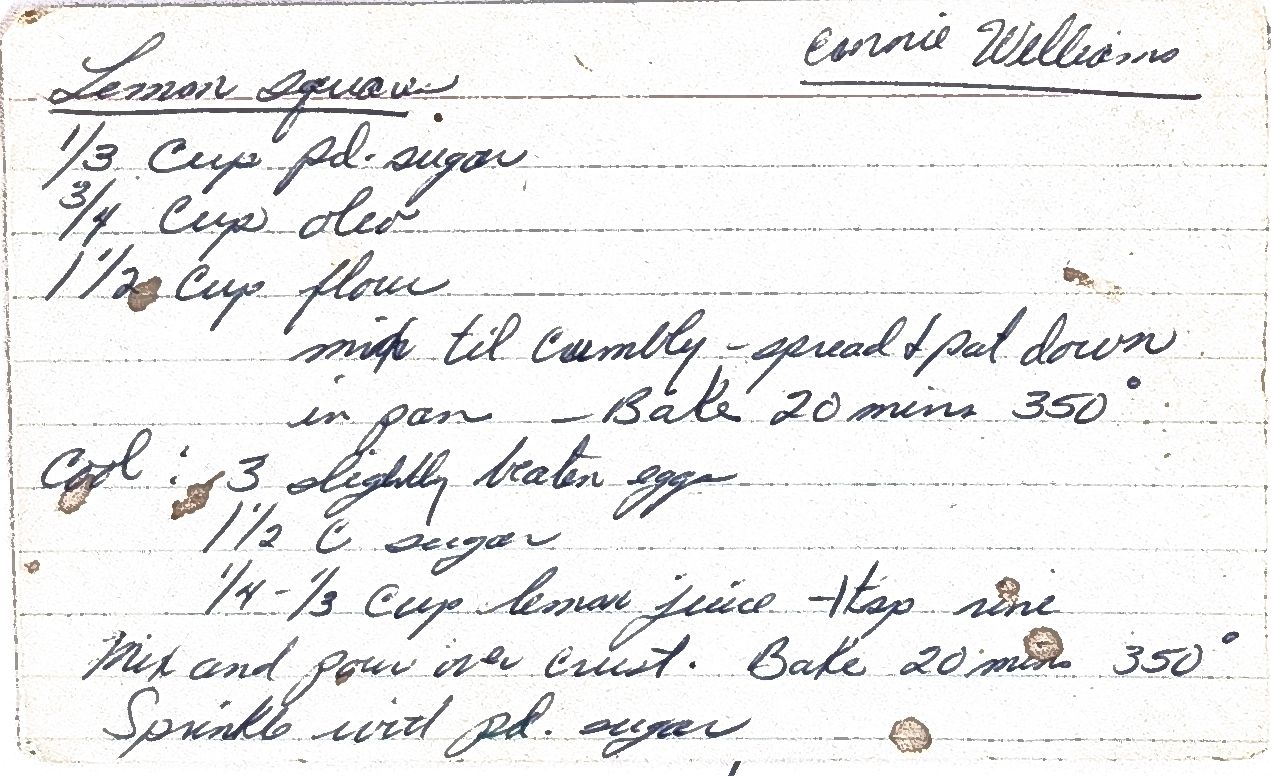 Connie Williams
Lemon squares
1/3 Cup pd. sugar
3/4 Cup oleo
1 1/2 Cup flour
mix til crumbly - spread & pat down
in pan - Bake 20 mins 350°
Cool: 3 slightly beaten eggs
1 1/2 C sugar
1/4 - 1/3 Cup lemon juice - 1 tsp rine
Mix and pour over crust. Bake 20 mins 350°
Sprinkle with pd. sugar